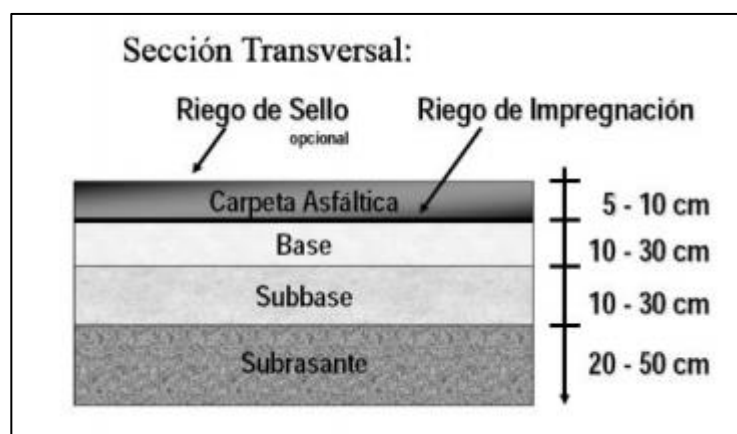 Sección Transversal:
Riego de Sello
opcional
Riego de Impregnación
Carpeta Asfáltica
5 - 10 cm
Base
10 - 30 cm
Subbase
10 - 30 cm
Subrasante
20 - 50 cm